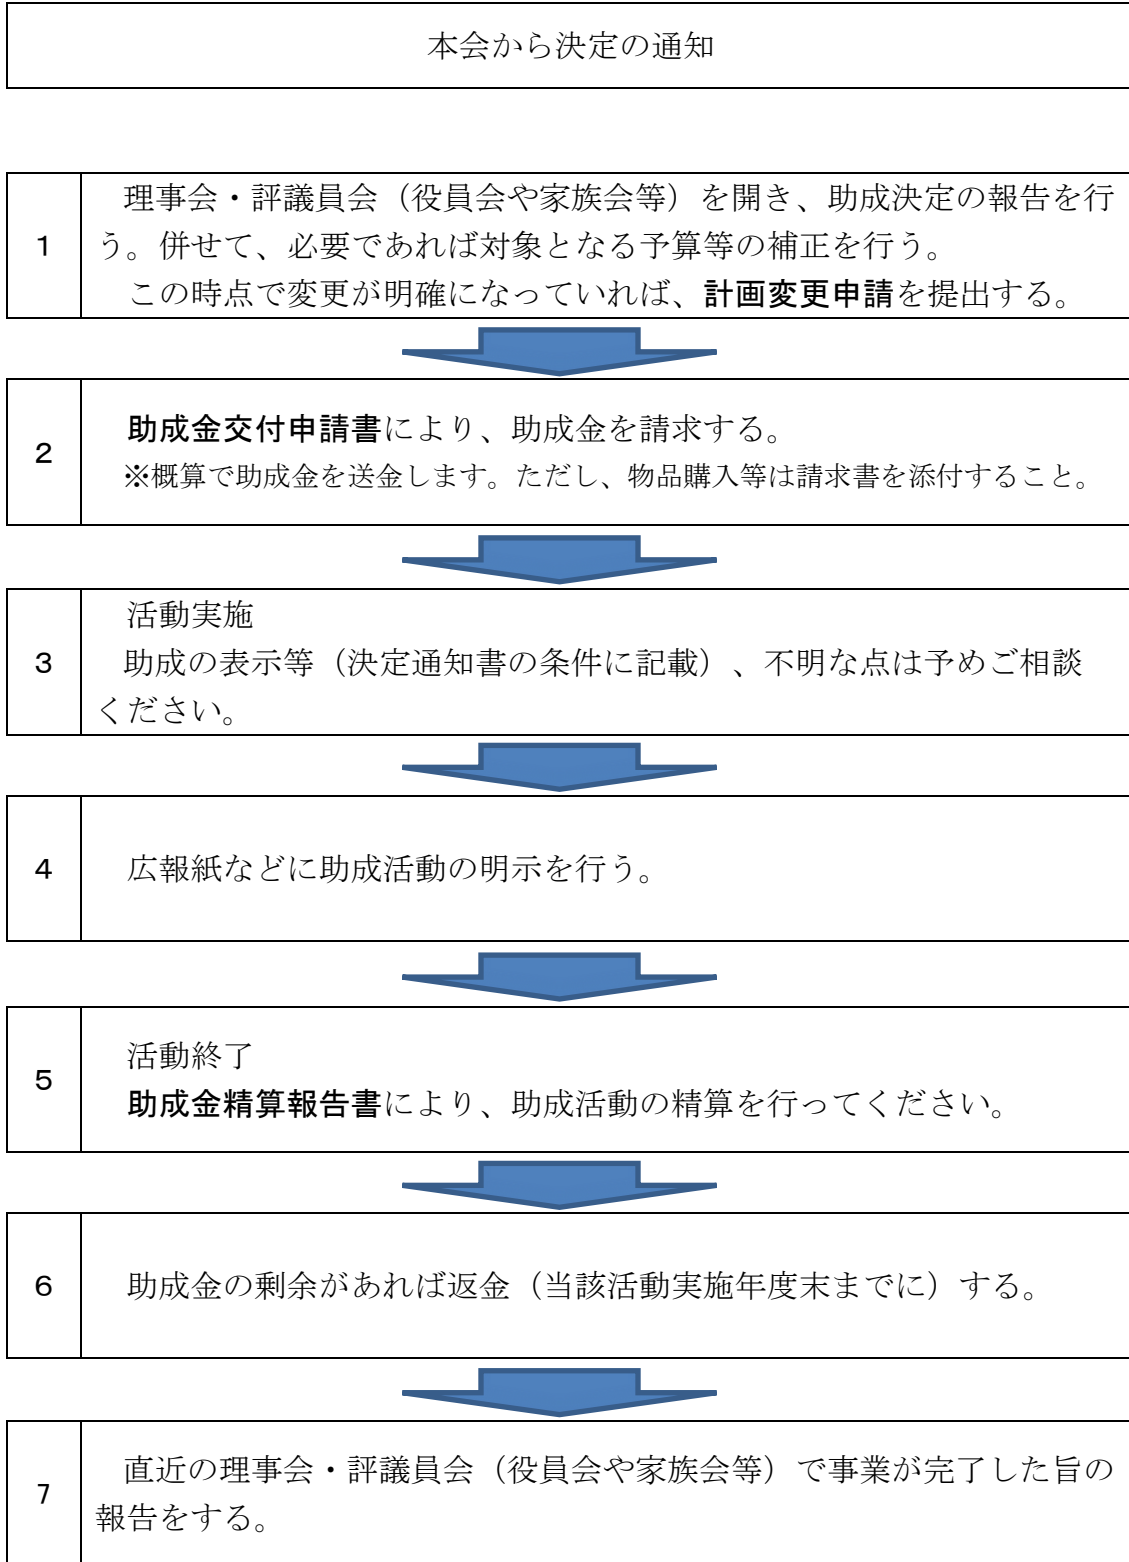 本会から決定の通知
1
理事会・評議員会（役員会や家族会等）を開き、助成決定の報告を行
う。併せて、必要であれば対象となる予算等の補正を行う。
この時点で変更が明確になっていれば、計画変更申請を提出する。
2
助成金交付申請書により、助成金を請求する。
※概算で助成金を送金します。ただし、物品購入等は請求書を添付すること。
3
活動実施
助成の表示等（決定通知書の条件に記載）、不明な点は予めご相談
ください。
4
広報紙などに助成活動の明示を行う。
5
活動終了
助成金精算報告書により、助成活動の精算を行ってください。
6
助成金の剰余があれば返金（当該活動実施年度末までに）する。
7
直近の理事会・評議員会（役員会や家族会等）で事業が完了した旨の
報告をする。